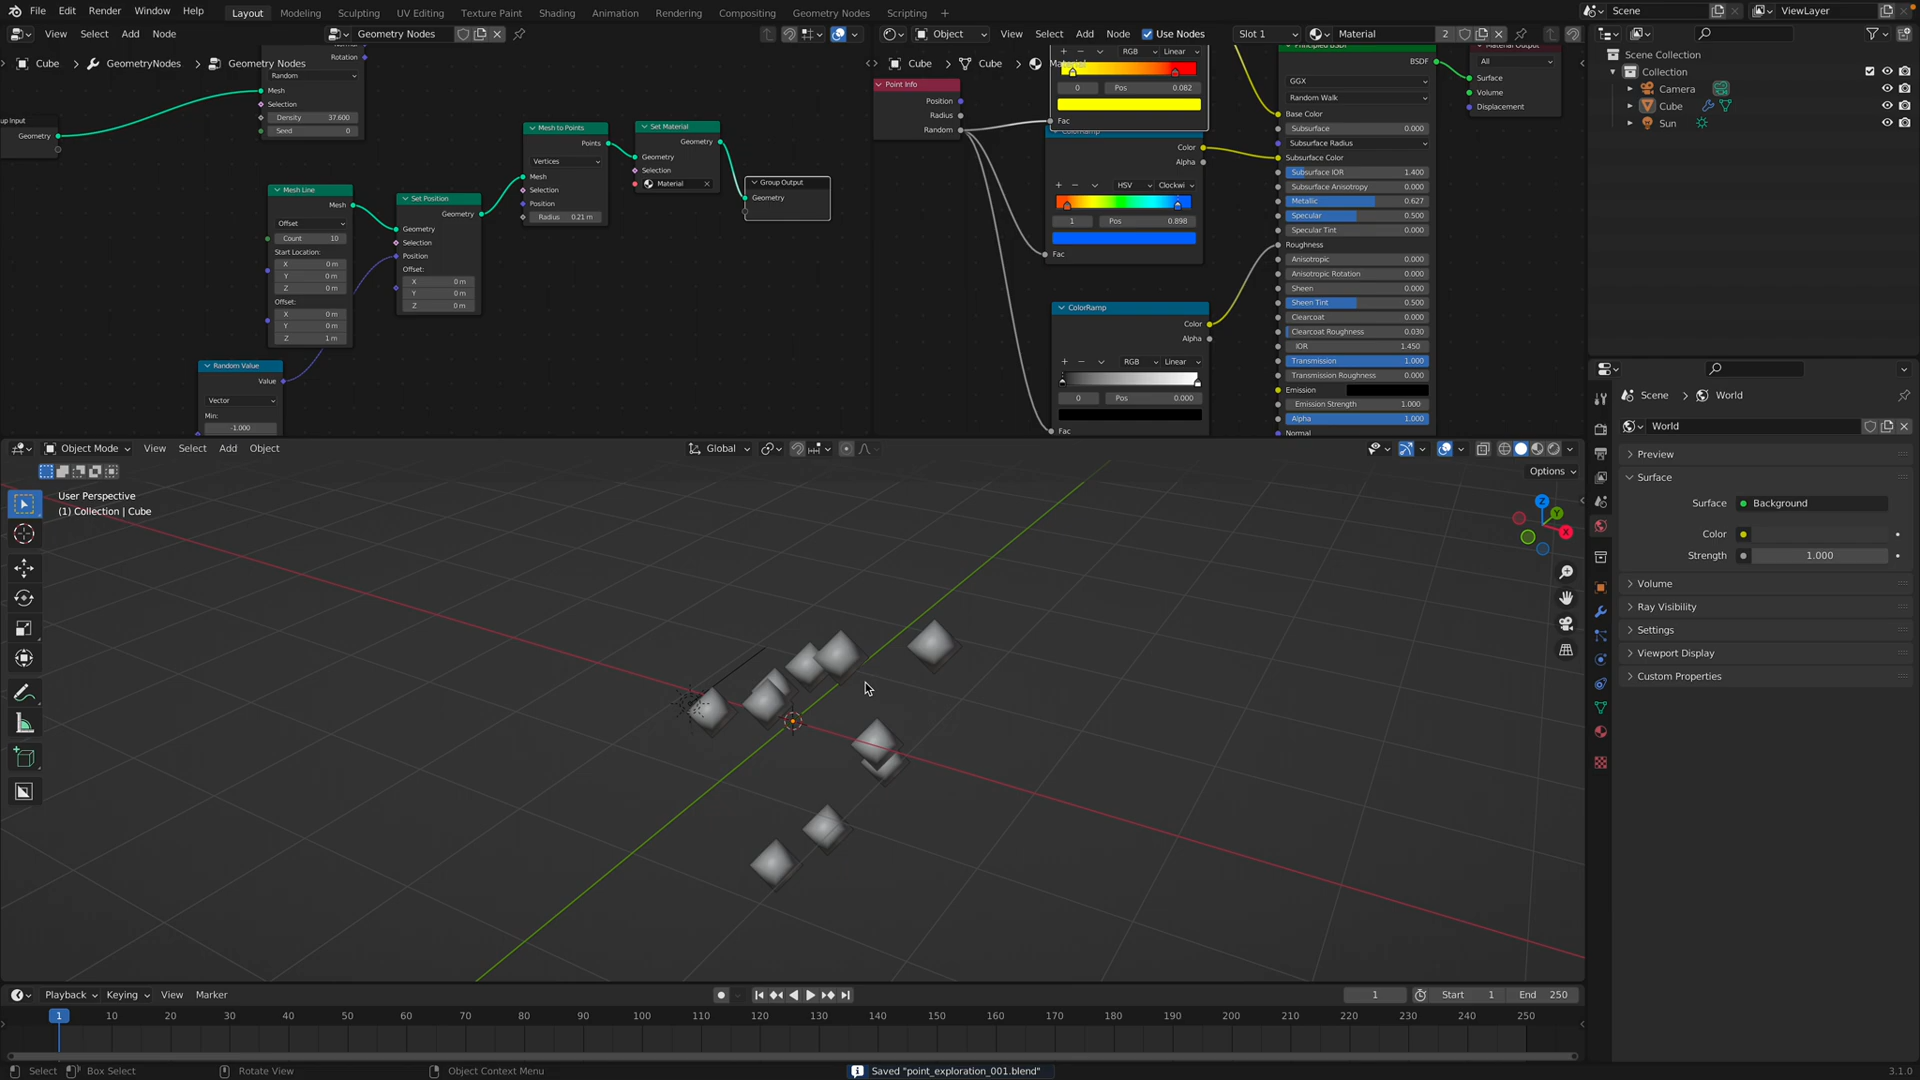 File Edit Render Window Help Layout Modeling Sculpting UV Editing Texture Paint Shading Animation Rendering Compositing Geometry Nodes Scripting + Scene ViewLayer
View Select Add Node Geometry Nodes
Object View Select Add Node Use Nodes Slot 1 Material 2
Cube GeometryNodes Geometry Nodes
Cube Cube
Rotation
Random
Mesh
Selection
Density 37.600
Seed 0
Geometry
Mesh Line
Mesh
Offset
Count 10
Start Location:
X 0 m
Y 0 m
Z 0 m
Offset:
X 0 m
Y 0 m
Z 1 m
Random Value
Value
Vector
Min:
-1.000
Set Position
Geometry
Geometry
Selection
Position
Offset:
X 0 m
Y 0 m
Z 0 m
Mesh to Points
Points
Vertices
Mesh
Selection
Position
Radius 0.21 m
Set Material
Geometry
Geometry
Selection
Material
Group Output
Geometry
Point Info
Position
Radius
Random
RGB Linear
0 Pos 0.082
Fac
ColorRamp
Color
Alpha
HSV Clockwi
1 Pos 0.898
Fac
ColorRamp
Color
Alpha
RGB Linear
0 Pos 0.000
Fac
Principled BSDF
BSDF
GGX
Random Walk
Base Color
Subsurface 0.000
Subsurface Radius
Subsurface Color
Subsurface IOR 1.400
Subsurface Anisotropy 0.000
Metallic 0.627
Specular 0.500
Specular Tint 0.000
Roughness
Anisotropic 0.000
Anisotropic Rotation 0.000
Sheen 0.000
Sheen Tint 0.500
Clearcoat 0.000
Clearcoat Roughness 0.030
IOR 1.450
Transmission 1.000
Transmission Roughness 0.000
Emission
Emission Strength 1.000
Alpha 1.000
Normal
Material Output
All
Surface
Volume
Displacement
Scene Collection
Collection
Camera
Cube
Sun
Scene World
World
Preview
Surface
Surface Background
Color
Strength 1.000
Volume
Ray Visibility
Settings
Viewport Display
Custom Properties
Object Mode View Select Add Object Global
Options
User Perspective
(1) Collection | Cube
Z
Y
X
Playback Keying View Marker 1 Start 1 End 250
1 10 20 30 40 50 60 70 80 90 100 110 120 130 140 150 160 170 180 190 200 210 220 230 240 250
Select Box Select Rotate View Object Context Menu Saved "point_exploration_001.blend" 3.1.0